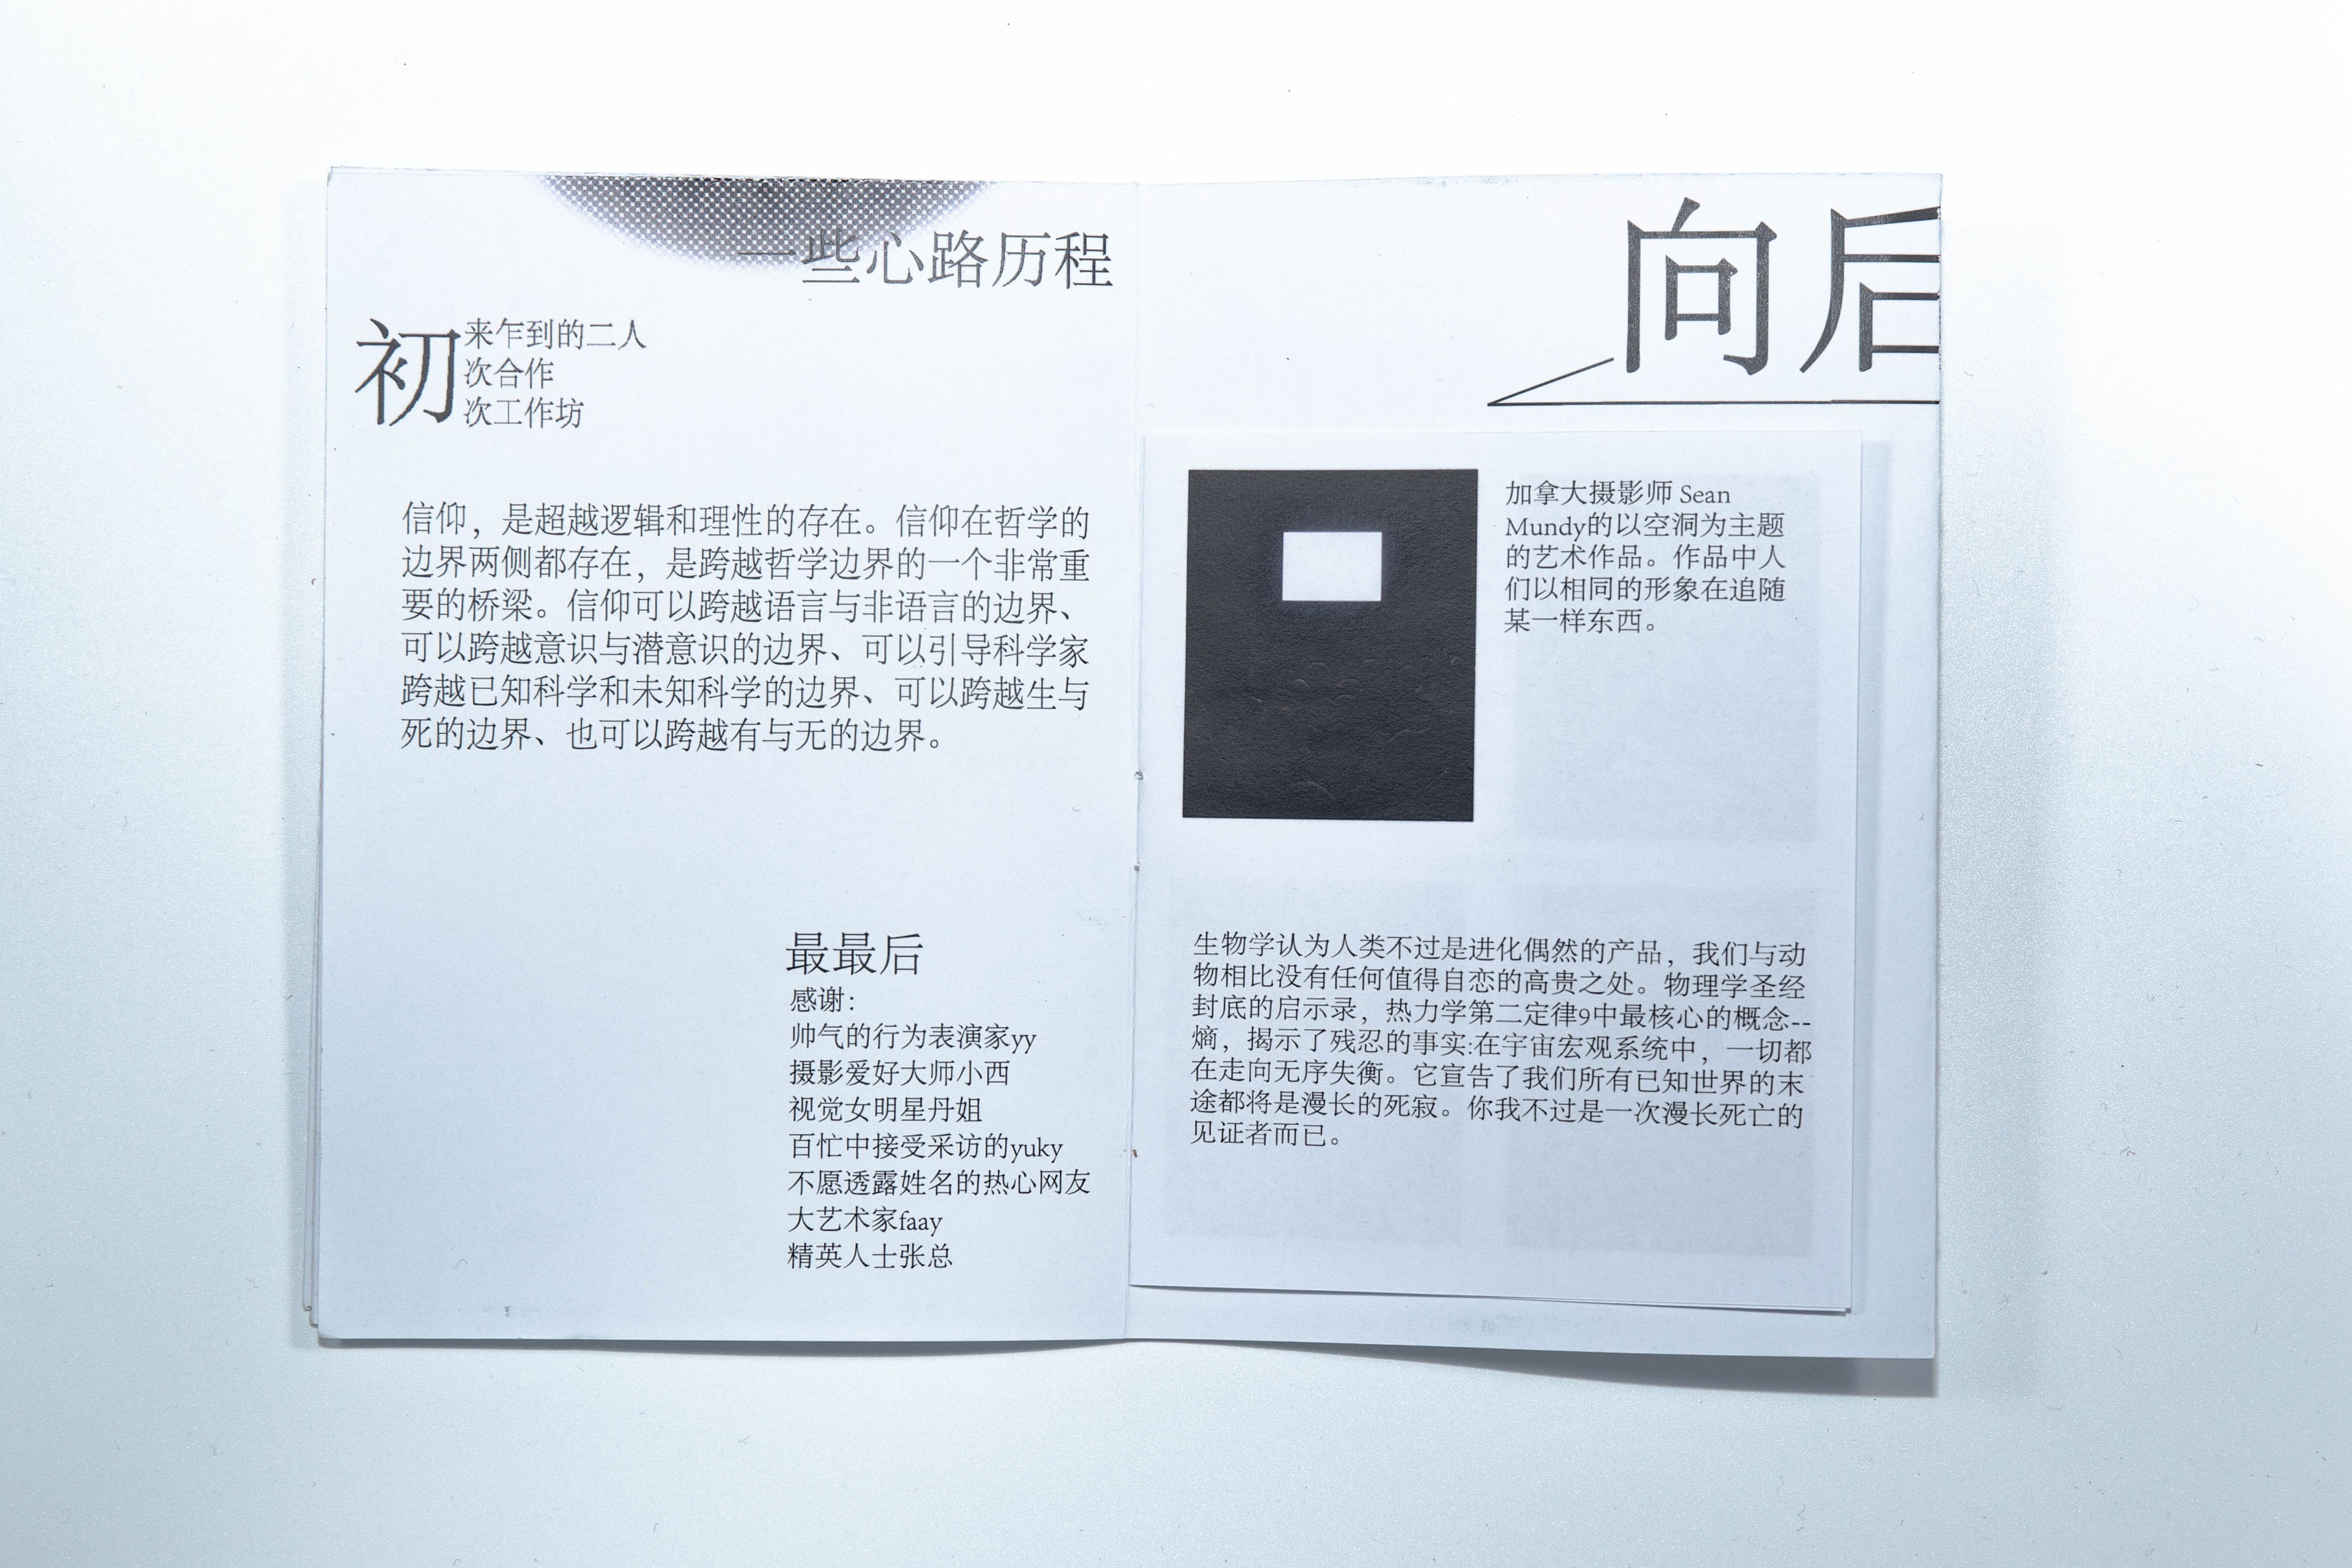 一些心路历程
初来乍到的二人
次合作
次工作坊
信仰，是超越逻辑和理性的存在。信仰在哲学的
边界两侧都存在，是跨越哲学边界的一个非常重
要的桥梁。信仰可以跨越语言与非语言的边界、
可以跨越意识与潜意识的边界、可以引导科学家
跨越已知科学和未知科学的边界、可以跨越生与
死的边界、也可以跨越有与无的边界。
最最后
感谢：
帅气的行为表演家yy
摄影爱好大师小西
视觉女明星丹姐
百忙中接受采访的yuky
不愿透露姓名的热心网友
大艺术家faay
精英人士张总
向后
加拿大摄影师 Sean
Mundy的以空洞为主题
的艺术作品。作品中人
们以相同的形象在追随
某一样东西。
生物学认为人类不过是进化偶然的产品，我们与动
物相比没有任何值得自恋的高贵之处。物理学圣经
封底的启示录，热力学第二定律9中最核心的概念--
熵，揭示了残忍的事实:在宇宙宏观系统中，一切都
在走向无序失衡。它宣告了我们所有已知世界的末
途都将是漫长的死寂。你我不过是一次漫长死亡的
见证者而已。